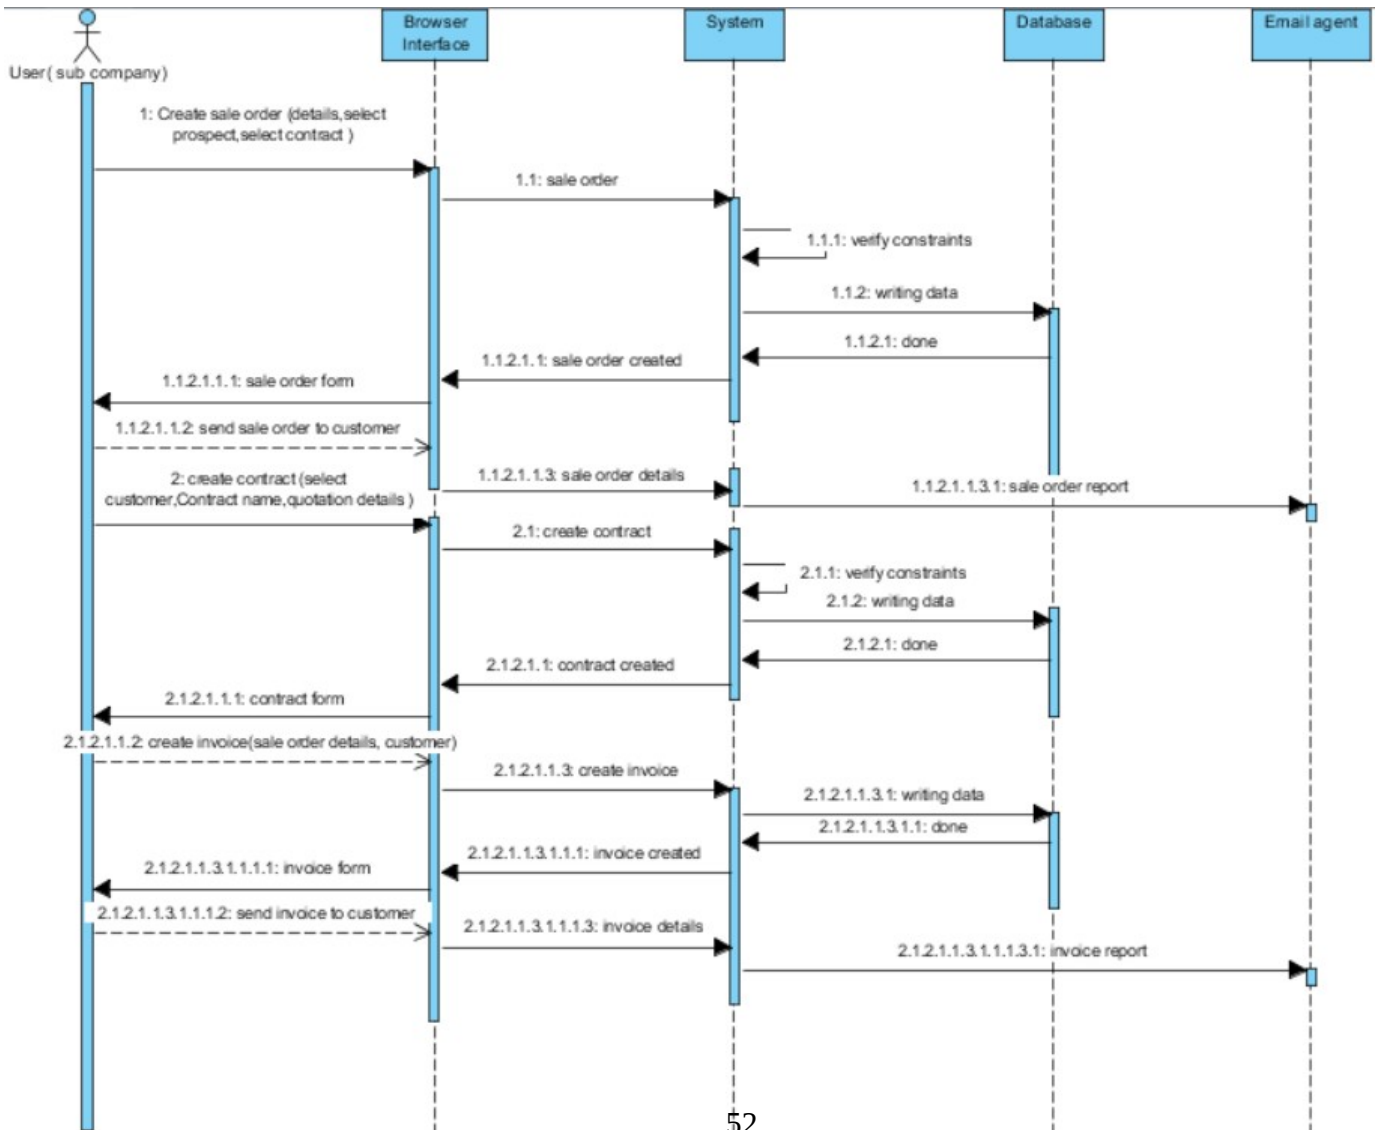 Browser
Interface
System
Database
Email agent
User( sub company)
1: Create sale order (details,select
prospect,select contract )
1.1: sale order
1.1.1: verify constraints
1.1.2: writing data
1.1.2.1: done
1.1.2.1.1: sale order created
1.1.2.1.1.1: sale order form
1.1.2.1.1.2: send sale order to customer
1.1.2.1.1.3: sale order details
1.1.2.1.1.3.1: sale order report
2: create contract (select
customer,Contract name,quotation details )
2.1: create contract
2.1.1: verify constraints
2.1.2: writing data
2.1.2.1: done
2.1.2.1.1: contract created
2.1.2.1.1.1: contract form
2.1.2.1.1.2: create invoice(sale order details, customer)
2.1.2.1.1.3: create invoice
2.1.2.1.1.3.1: writing data
2.1.2.1.1.3.1.1: done
2.1.2.1.1.3.1.1.1: invoice created
2.1.2.1.1.3.1.1.1.1: invoice form
2.1.2.1.1.3.1.1.1.2: send invoice to customer
2.1.2.1.1.3.1.1.1.3: invoice details
2.1.2.1.1.3.1.1.1.3.1: invoice report
52